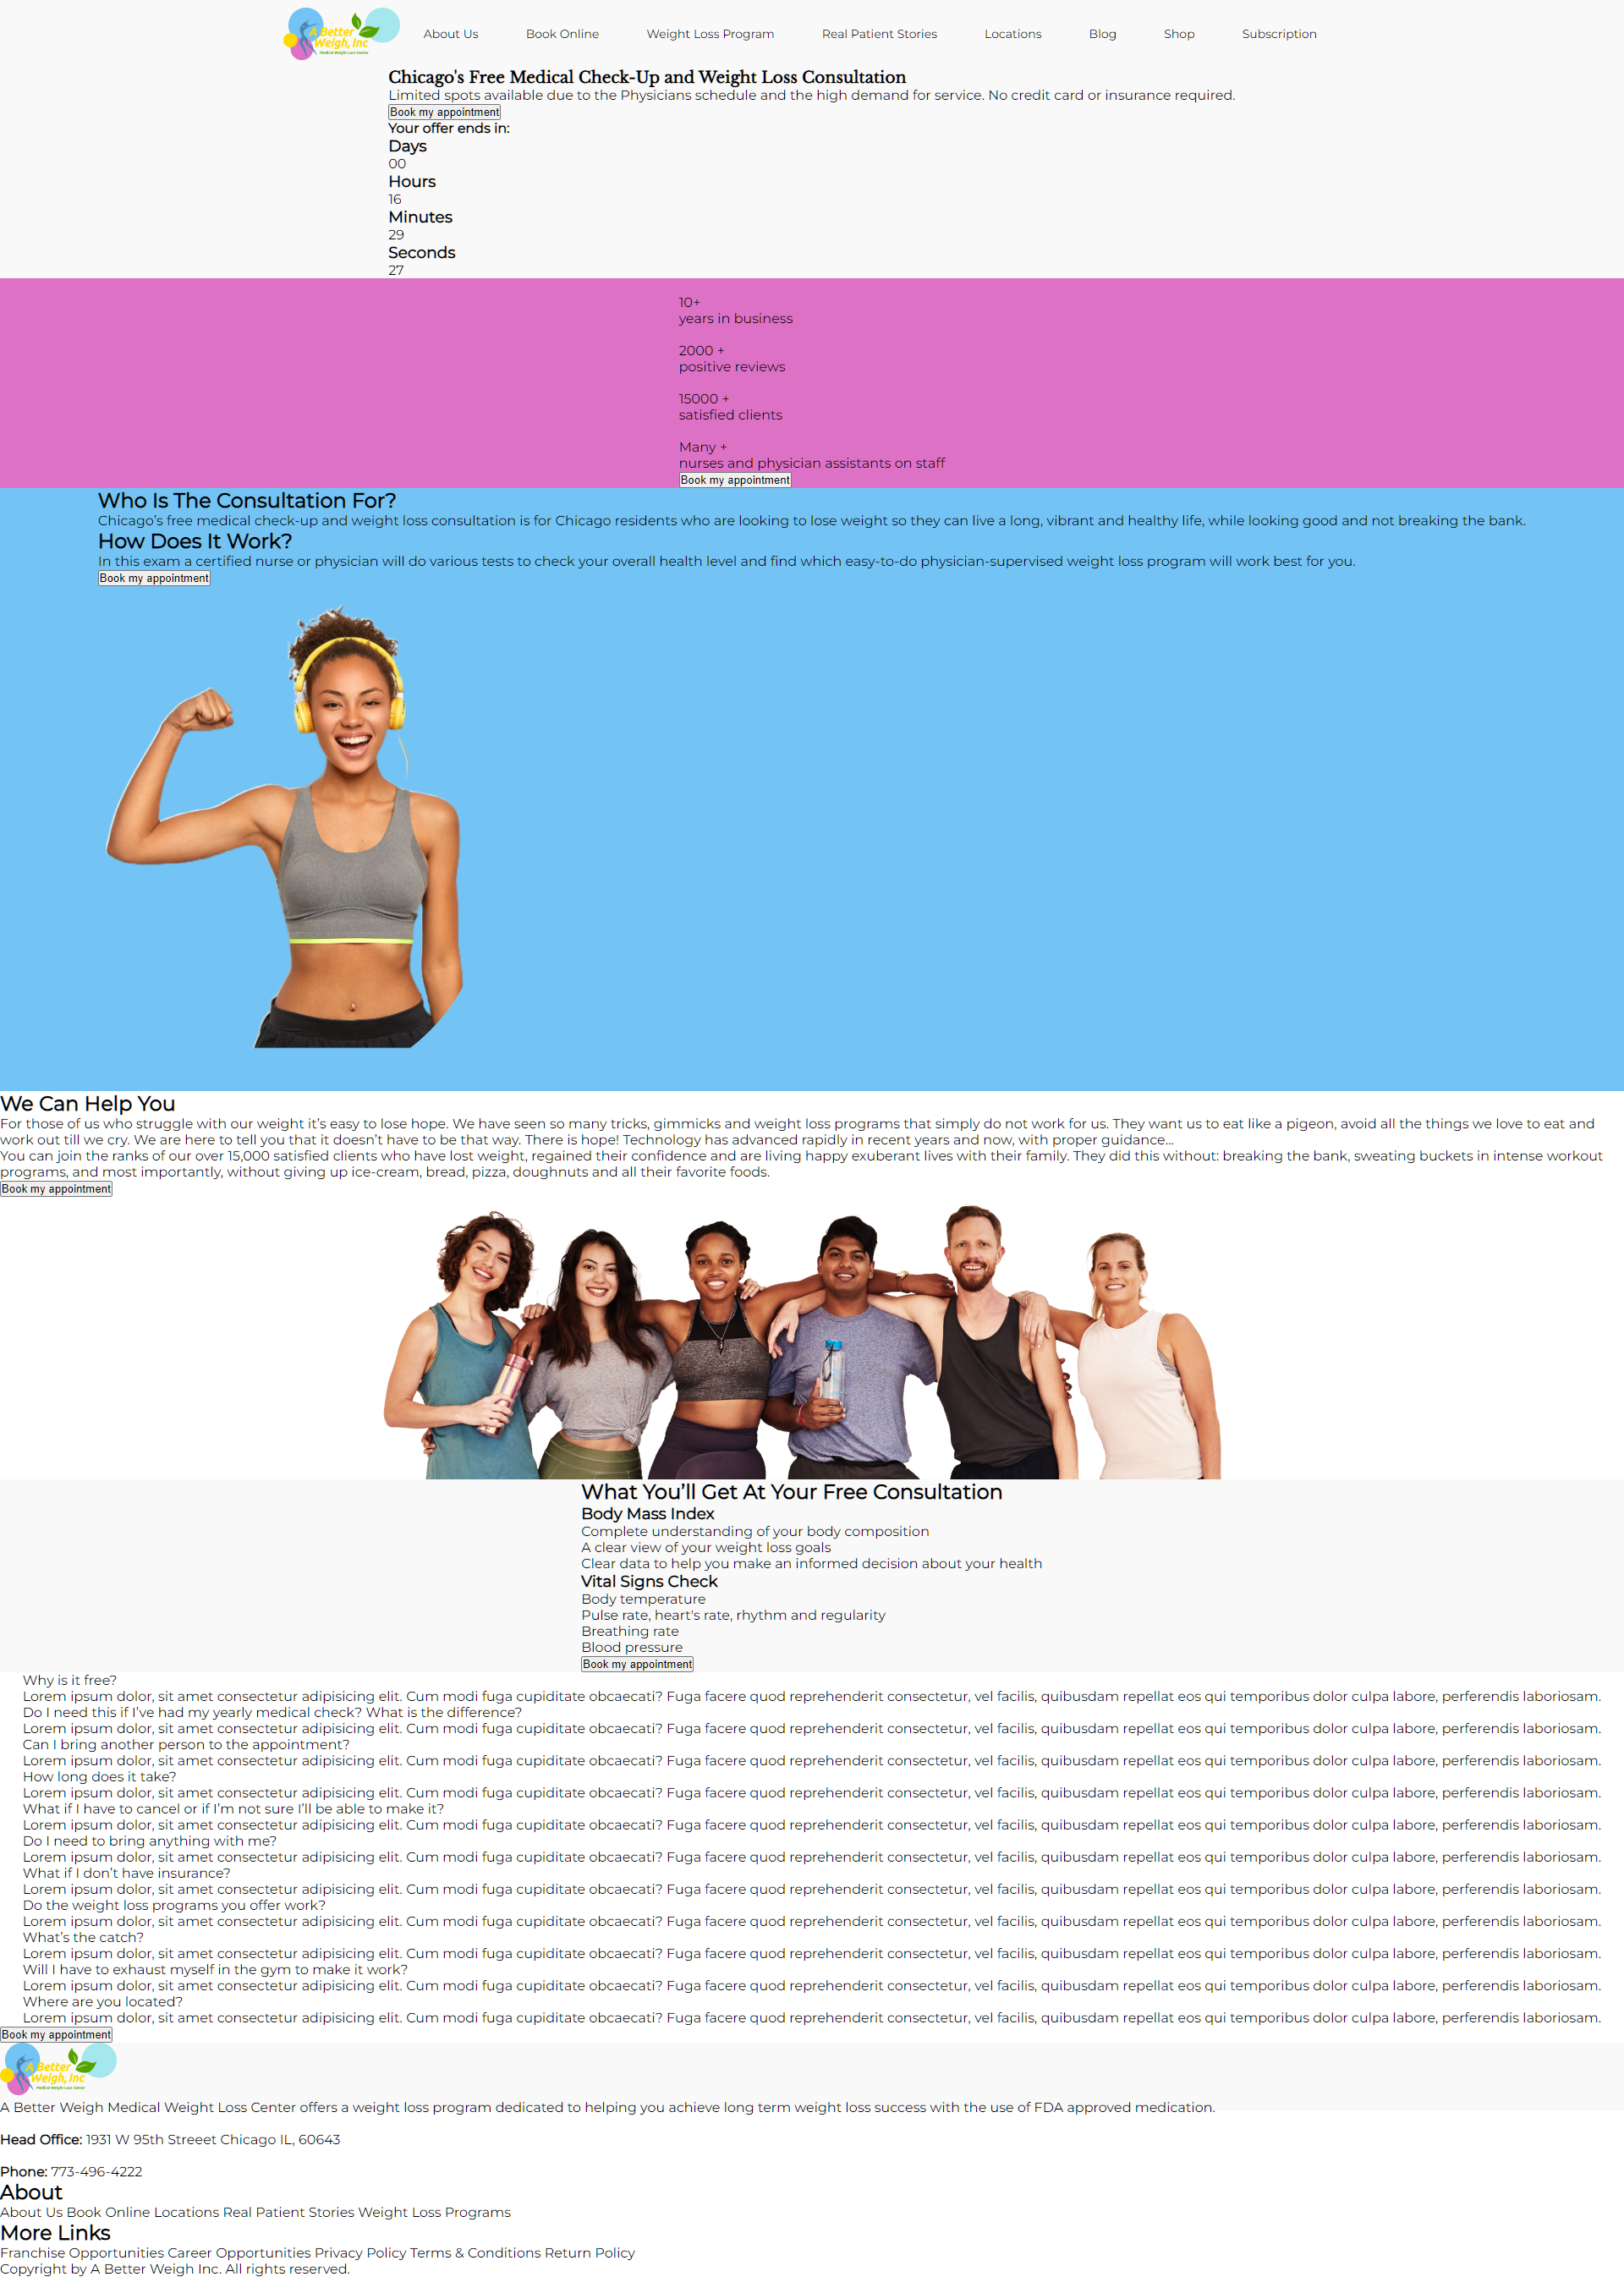 A Better
Weigh, Inc
Medical Weight Loss Center
About Us Book Online Weight Loss Program Real Patient Stories Locations Blog Shop Subscription
Chicago's Free Medical Check-Up and Weight Loss Consultation
Limited spots available due to the Physicians schedule and the high demand for service. No credit card or insurance required.
Book my appointment
Your offer ends in:
Days
00
Hours
16
Minutes
29
Seconds
27
10+
years in business
2000 +
positive reviews
15000 +
satisfied clients
Many +
nurses and physician assistants on staff
Book my appointment
Who Is The Consultation For?
Chicago’s free medical check-up and weight loss consultation is for Chicago residents who are looking to lose weight so they can live a long, vibrant and healthy life, while looking good and not breaking the bank.
How Does It Work?
In this exam a certified nurse or physician will do various tests to check your overall health level and find which easy-to-do physician-supervised weight loss program will work best for you.
Book my appointment
We Can Help You
For those of us who struggle with our weight it’s easy to lose hope. We have seen so many tricks, gimmicks and weight loss programs that simply do not work for us. They want us to eat like a pigeon, avoid all the things we love to eat and
work out till we cry. We are here to tell you that it doesn’t have to be that way. There is hope! Technology has advanced rapidly in recent years and now, with proper guidance...
You can join the ranks of our over 15,000 satisfied clients who have lost weight, regained their confidence and are living happy exuberant lives with their family. They did this without: breaking the bank, sweating buckets in intense workout
programs, and most importantly, without giving up ice-cream, bread, pizza, doughnuts and all their favorite foods.
Book my appointment
What You’ll Get At Your Free Consultation
Body Mass Index
Complete understanding of your body composition
A clear view of your weight loss goals
Clear data to help you make an informed decision about your health
Vital Signs Check
Body temperature
Pulse rate, heart's rate, rhythm and regularity
Breathing rate
Blood pressure
Book my appointment
Why is it free?
Lorem ipsum dolor, sit amet consectetur adipisicing elit. Cum modi fuga cupiditate obcaecati? Fuga facere quod reprehenderit consectetur, vel facilis, quibusdam repellat eos qui temporibus dolor culpa labore, perferendis laboriosam.
Do I need this if I’ve had my yearly medical check? What is the difference?
Lorem ipsum dolor, sit amet consectetur adipisicing elit. Cum modi fuga cupiditate obcaecati? Fuga facere quod reprehenderit consectetur, vel facilis, quibusdam repellat eos qui temporibus dolor culpa labore, perferendis laboriosam.
Can I bring another person to the appointment?
Lorem ipsum dolor, sit amet consectetur adipisicing elit. Cum modi fuga cupiditate obcaecati? Fuga facere quod reprehenderit consectetur, vel facilis, quibusdam repellat eos qui temporibus dolor culpa labore, perferendis laboriosam.
How long does it take?
Lorem ipsum dolor, sit amet consectetur adipisicing elit. Cum modi fuga cupiditate obcaecati? Fuga facere quod reprehenderit consectetur, vel facilis, quibusdam repellat eos qui temporibus dolor culpa labore, perferendis laboriosam.
What if I have to cancel or if I’m not sure I’ll be able to make it?
Lorem ipsum dolor, sit amet consectetur adipisicing elit. Cum modi fuga cupiditate obcaecati? Fuga facere quod reprehenderit consectetur, vel facilis, quibusdam repellat eos qui temporibus dolor culpa labore, perferendis laboriosam.
Do I need to bring anything with me?
Lorem ipsum dolor, sit amet consectetur adipisicing elit. Cum modi fuga cupiditate obcaecati? Fuga facere quod reprehenderit consectetur, vel facilis, quibusdam repellat eos qui temporibus dolor culpa labore, perferendis laboriosam.
What if I don’t have insurance?
Lorem ipsum dolor, sit amet consectetur adipisicing elit. Cum modi fuga cupiditate obcaecati? Fuga facere quod reprehenderit consectetur, vel facilis, quibusdam repellat eos qui temporibus dolor culpa labore, perferendis laboriosam.
Do the weight loss programs you offer work?
Lorem ipsum dolor, sit amet consectetur adipisicing elit. Cum modi fuga cupiditate obcaecati? Fuga facere quod reprehenderit consectetur, vel facilis, quibusdam repellat eos qui temporibus dolor culpa labore, perferendis laboriosam.
What’s the catch?
Lorem ipsum dolor, sit amet consectetur adipisicing elit. Cum modi fuga cupiditate obcaecati? Fuga facere quod reprehenderit consectetur, vel facilis, quibusdam repellat eos qui temporibus dolor culpa labore, perferendis laboriosam.
Will I have to exhaust myself in the gym to make it work?
Lorem ipsum dolor, sit amet consectetur adipisicing elit. Cum modi fuga cupiditate obcaecati? Fuga facere quod reprehenderit consectetur, vel facilis, quibusdam repellat eos qui temporibus dolor culpa labore, perferendis laboriosam.
Where are you located?
Lorem ipsum dolor, sit amet consectetur adipisicing elit. Cum modi fuga cupiditate obcaecati? Fuga facere quod reprehenderit consectetur, vel facilis, quibusdam repellat eos qui temporibus dolor culpa labore, perferendis laboriosam.
Book my appointment
A Better
Weigh, Inc
Medical Weight Loss Center
A Better Weigh Medical Weight Loss Center offers a weight loss program dedicated to helping you achieve long term weight loss success with the use of FDA approved medication.
Head Office: 1931 W 95th Streeet Chicago IL, 60643
Phone: 773-496-4222
About
About Us Book Online Locations Real Patient Stories Weight Loss Programs
More Links
Franchise Opportunities Career Opportunities Privacy Policy Terms & Conditions Return Policy
Copyright by A Better Weigh Inc. All rights reserved.